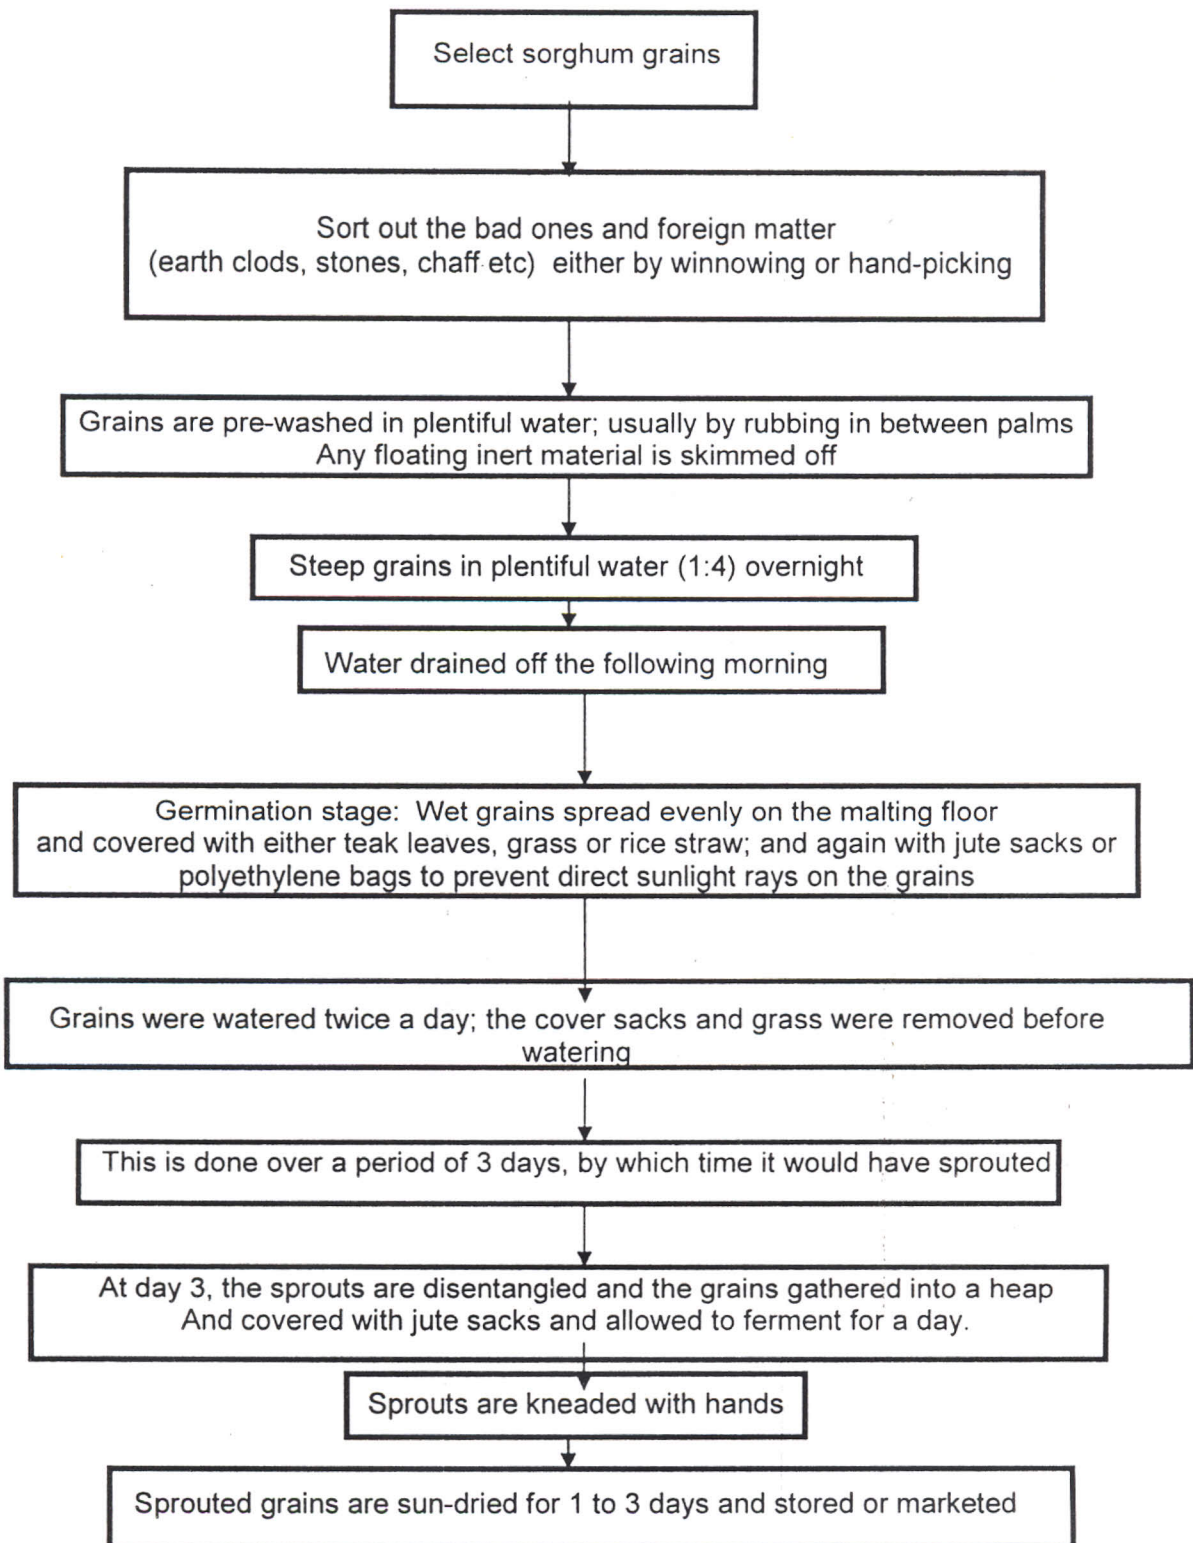 Select sorghum grains
Sort out the bad ones and foreign matter
(earth clods, stones, chaff etc) either by winnowing or hand-picking
Grains are pre-washed in plentiful water; usually by rubbing in between palms
Any floating inert material is skimmed off
Steep grains in plentiful water (1:4) overnight
Water drained off the following morning
Germination stage: Wet grains spread evenly on the malting floor
and covered with either teak leaves, grass or rice straw; and again with jute sacks or
polyethylene bags to prevent direct sunlight rays on the grains
Grains were watered twice a day; the cover sacks and grass were removed before
watering
This is done over a period of 3 days, by which time it would have sprouted
At day 3, the sprouts are disentangled and the grains gathered into a heap
And covered with jute sacks and allowed to ferment for a day.
Sprouts are kneaded with hands
Sprouted grains are sun-dried for 1 to 3 days and stored or marketed